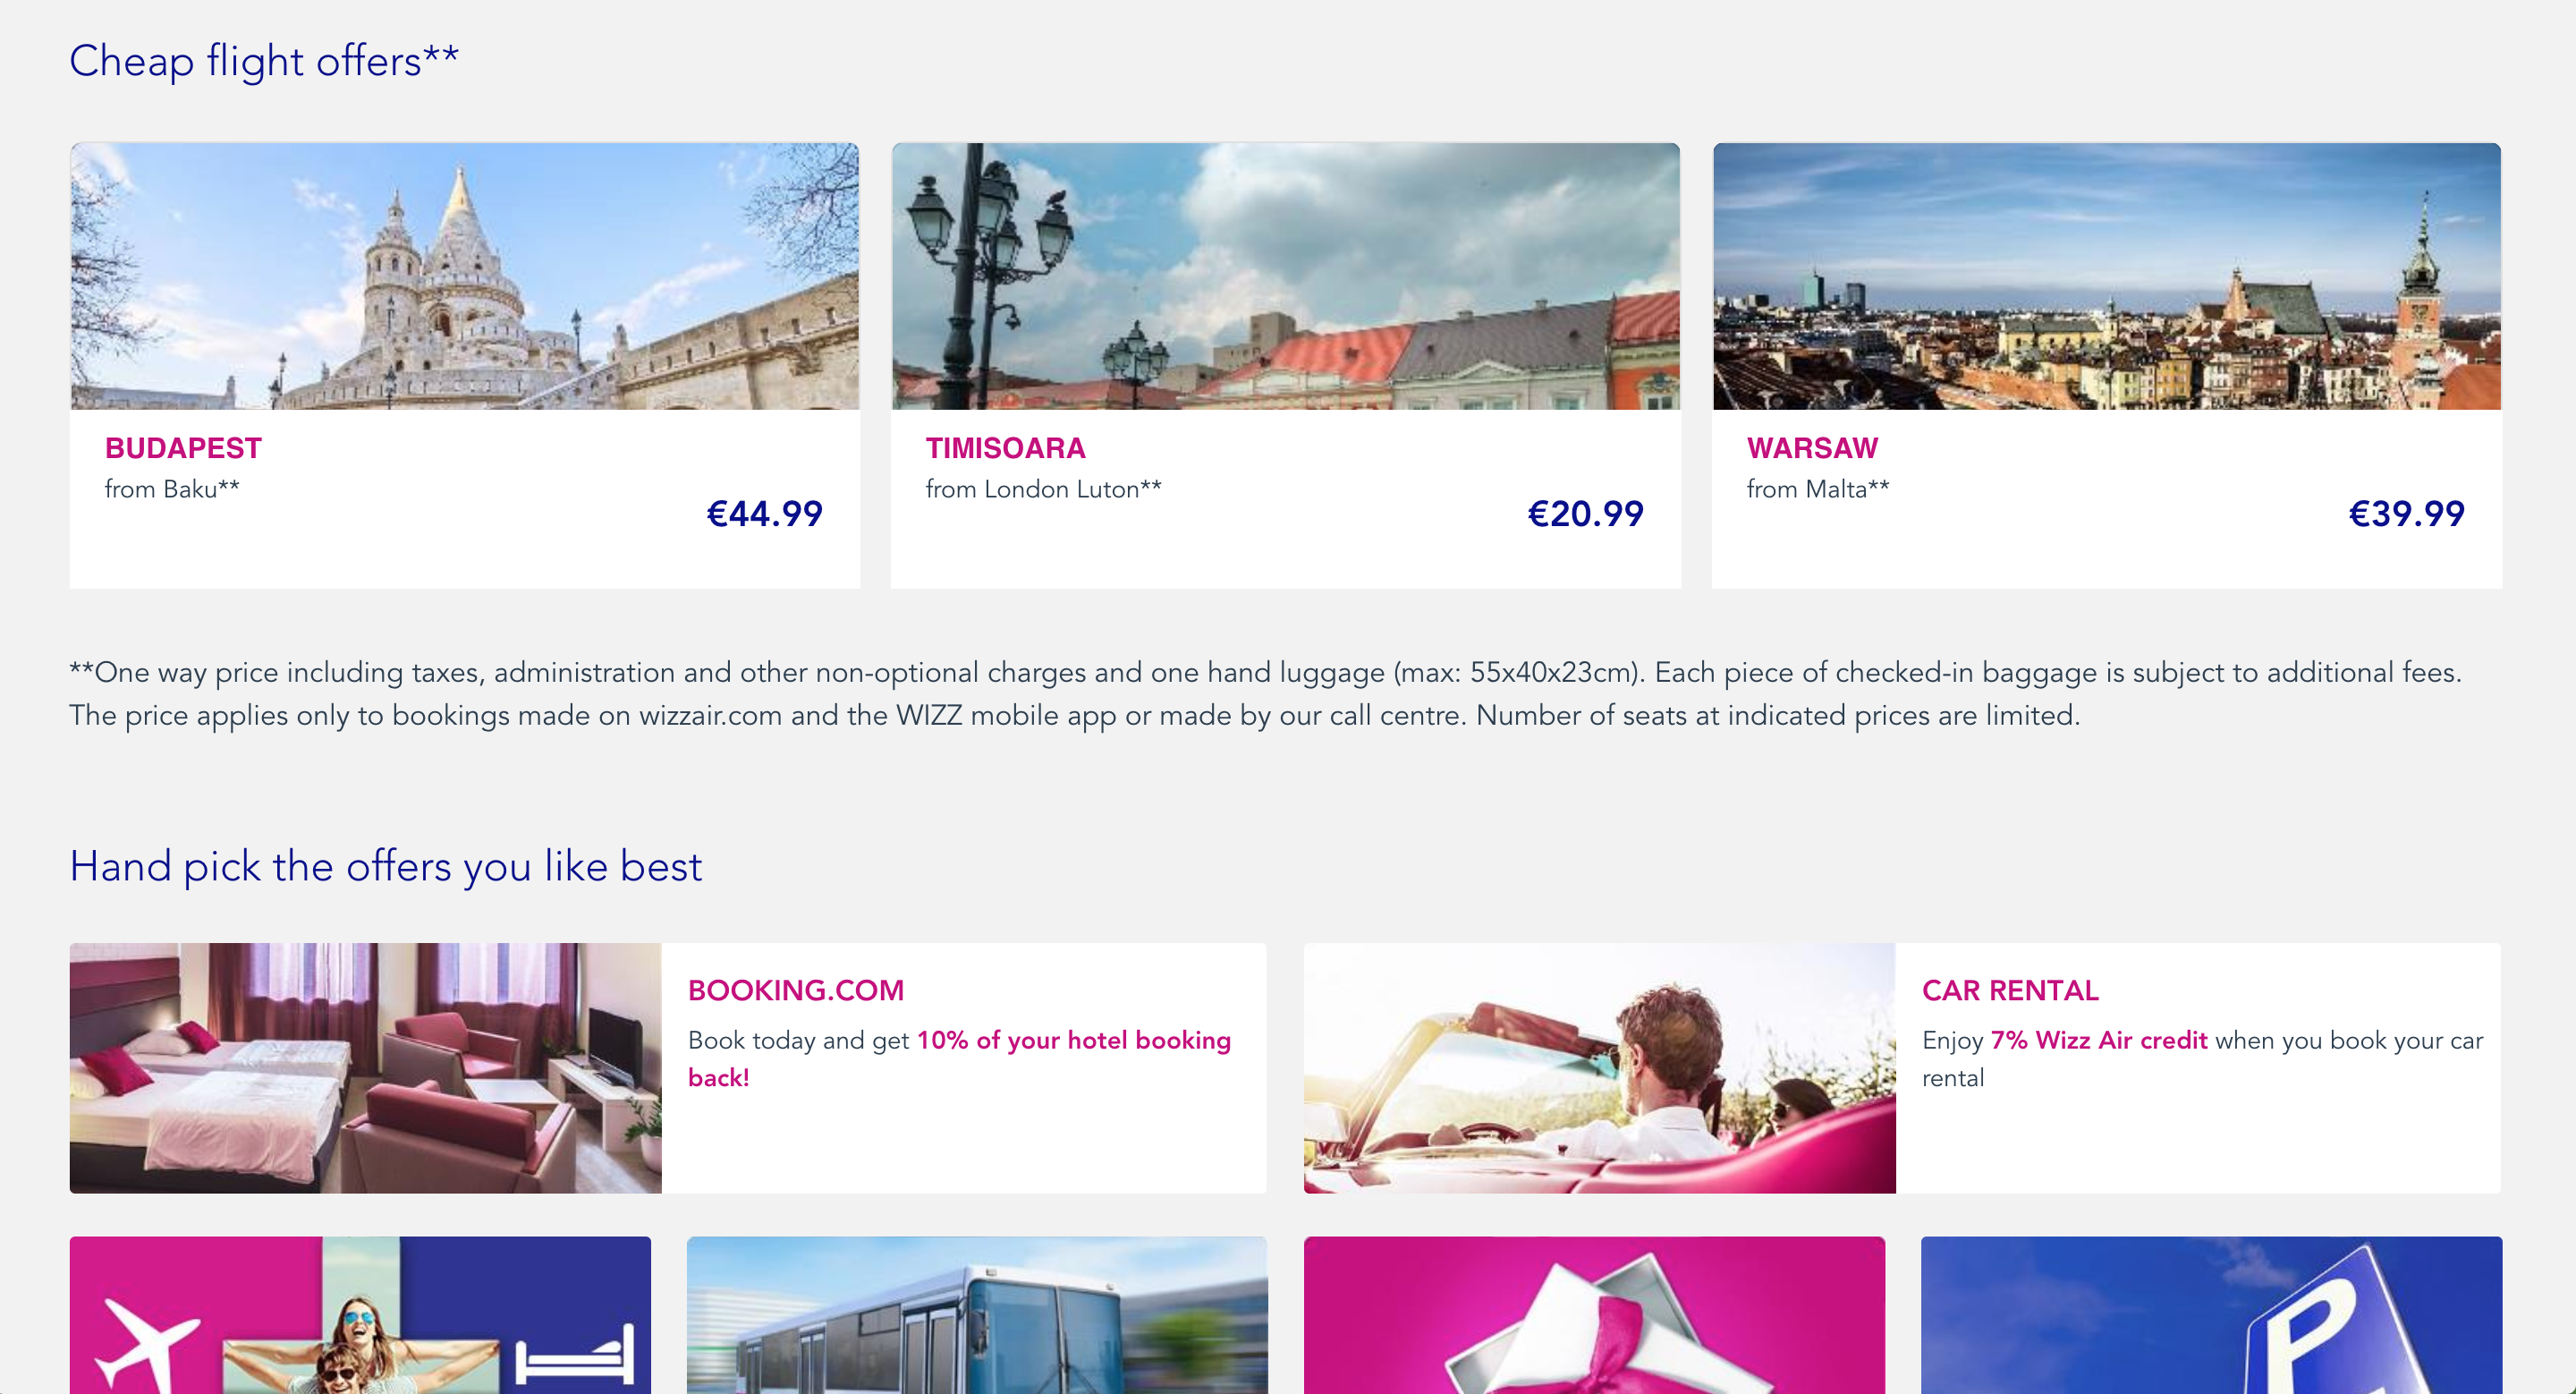 Cheap flight offers**
BUDAPEST
from Baku**
€44.99
TIMISOARA
from London Luton**
€20.99
WARSAW
from Malta**
€39.99
**One way price including taxes, administration and other non-optional charges and one hand luggage (max: 55x40x23cm). Each piece of checked-in baggage is subject to additional fees.
The price applies only to bookings made on wizzair.com and the WIZZ mobile app or made by our call centre. Number of seats at indicated prices are limited.
Hand pick the offers you like best
BOOKING.COM
Book today and get 10% of your hotel booking
back!
CAR RENTAL
Enjoy 7% Wizz Air credit when you book your car
rental
P